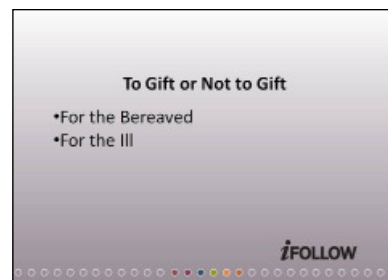 To Gift or Not to Gift
•For the Bereaved
•For the Ill
iFOLLOW